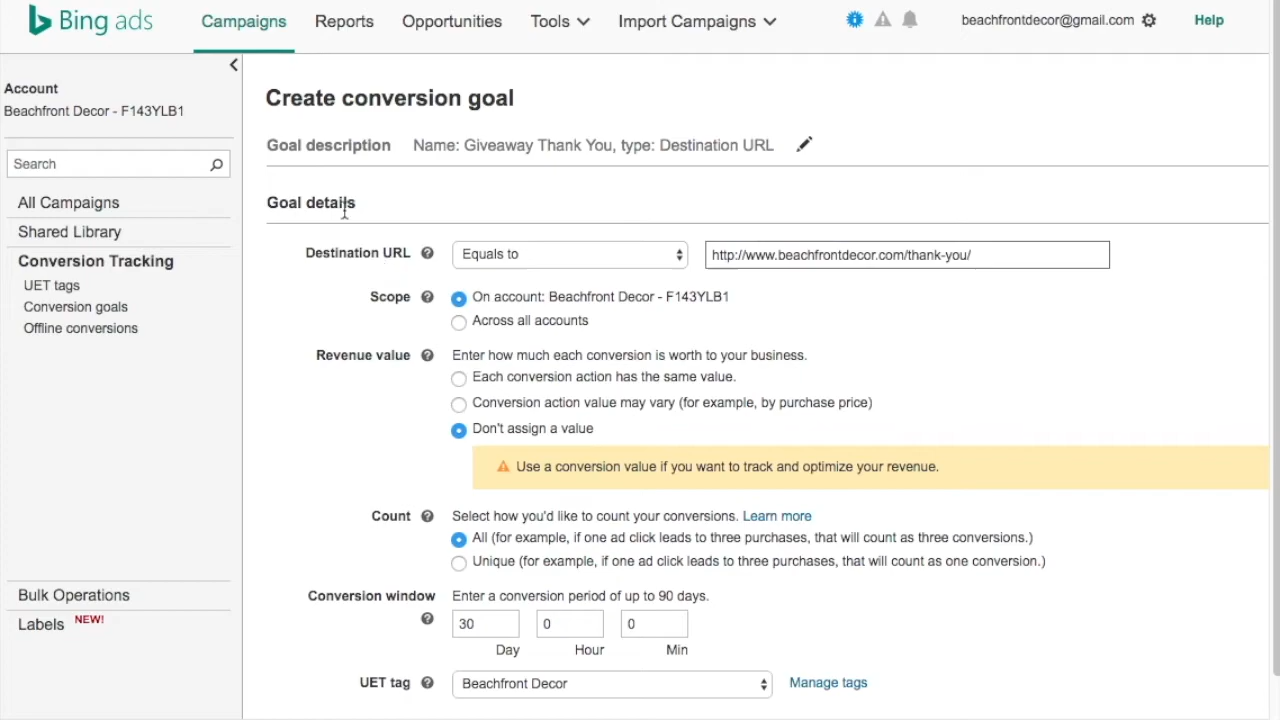 Bing ads Campaigns Reports Opportunities Tools Import Campaigns beachfrontdecor@gmail.com Help
Account
Beachfront Decor - F143YLB1
Search
All Campaigns
Shared Library
Conversion Tracking
UET tags
Conversion goals
Offline conversions
Bulk Operations
Labels NEW!
Create conversion goal
Goal description Name: Giveaway Thank You, type: Destination URL
Goal details
Destination URL ? Equals to http://www.beachfrontdecor.com/thank-you/
Scope ? On account: Beachfront Decor - F143YLB1
Across all accounts
Revenue value ? Enter how much each conversion is worth to your business.
Each conversion action has the same value.
Conversion action value may vary (for example, by purchase price)
Don't assign a value
Use a conversion value if you want to track and optimize your revenue.
Count ? Select how you'd like to count your conversions. Learn more
All (for example, if one ad click leads to three purchases, that will count as three conversions.)
Unique (for example, if one ad click leads to three purchases, that will count as one conversion.)
Conversion window Enter a conversion period of up to 90 days.
? 30 0 0
Day Hour Min
UET tag ? Beachfront Decor Manage tags